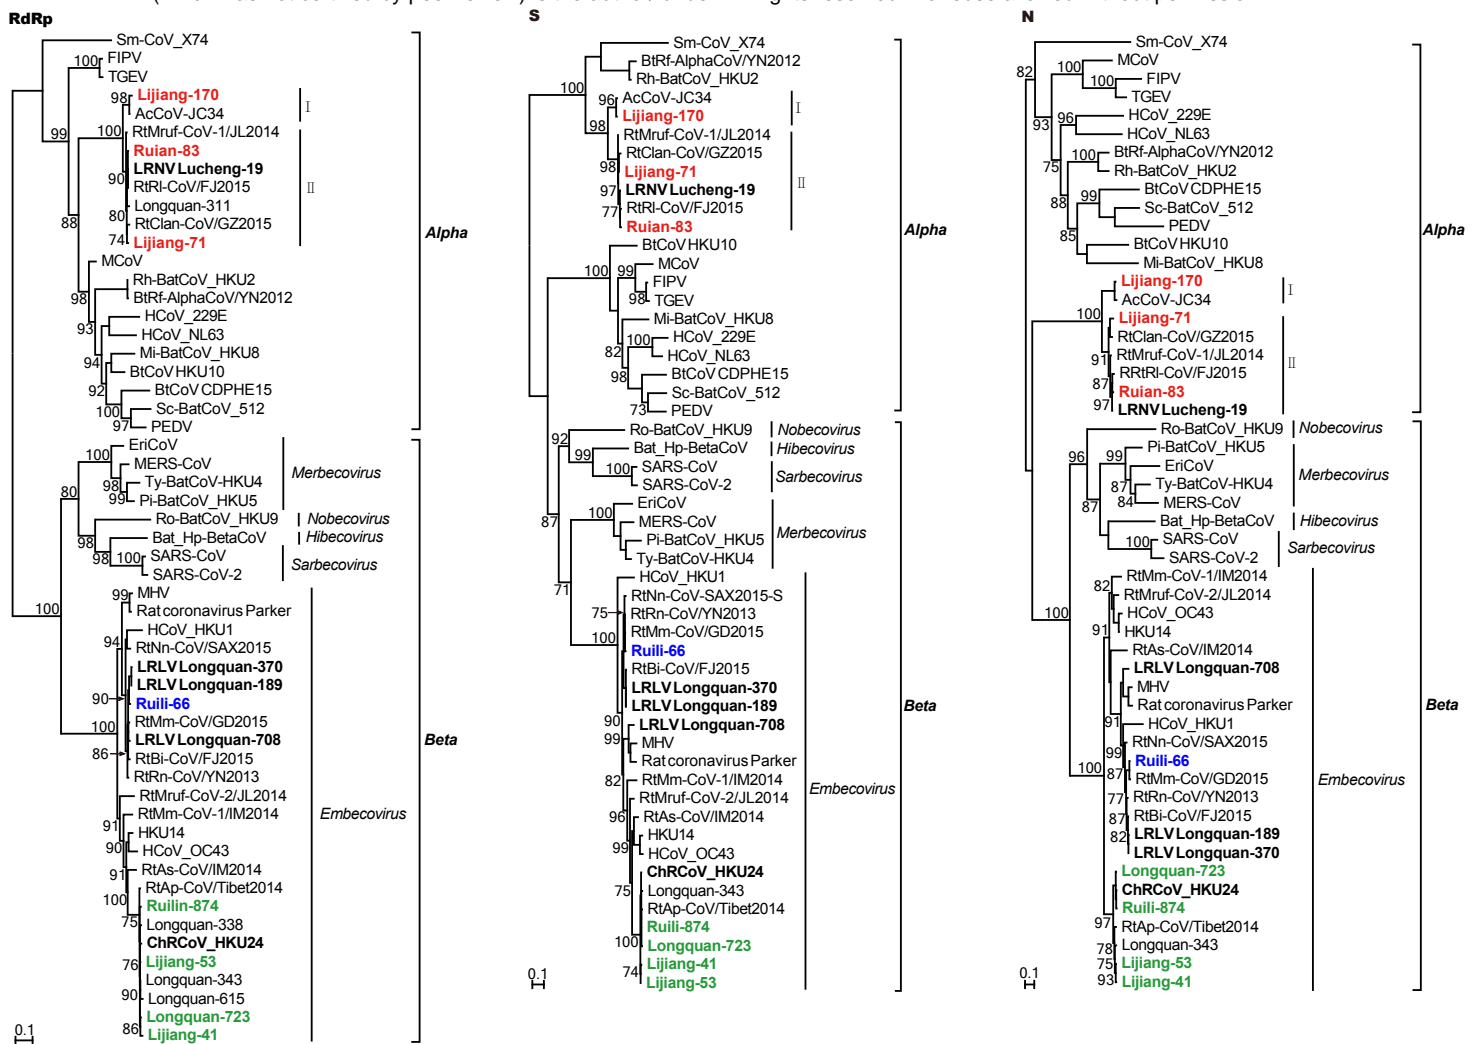 RdRp
Sm-CoV_X74
100
FIPV
TGEV
99
98
Lijiang-170
AcCoV-JC34
I
100
RtMruf-CoV-1/JL2014
Ruian-83
LRNV Lucheng-19
90
RtRl-CoV/FJ2015
II
Longquan-311
80
RtClan-CoV/GZ2015
74
Lijiang-71
88
Alpha
MCoV
Rh-BatCoV_HKU2
98
BtRf-AlphaCoV/YN2012
HCoV_229E
93
HCoV_NL63
Mi-BatCoV_HKU8
94
BtCoV HKU10
92
BtCoV CDPHE15
100
Sc-BatCoV_512
97
PEDV
EriCoV
100
MERS-CoV
Merbecovirus
98
Ty-BatCoV-HKU4
80
99
Pi-BatCoV_HKU5
Ro-BatCoV_HKU9
Nobecovirus
98
Bat_Hp-BetaCoV
Hibecovirus
98
100
SARS-CoV
Sarbecovirus
SARS-CoV-2
99
MHV
100
Rat coronavirus Parker
HCoV_HKU1
94
RtNn-CoV/SAX2015
LRLV Longquan-370
LRLV Longquan-189
90
Ruili-66
RtMm-CoV/GD2015
100
LRLV Longquan-708
Beta
86
RtBi-CoV/FJ2015
RtRn-CoV/YN2013
RtMruf-CoV-2/JL2014
RtMm-CoV-1/IM2014
Embecovirus
91
HKU14
90
HCoV_OC43
91
RtAs-CoV/IM2014
RtAp-CoV/Tibet2014
100
Ruilin-874
75
Longquan-338
ChRCoV_HKU24
76
Lijiang-53
Longquan-343
90
Longquan-615
Longquan-723
86
Lijiang-41
0.1
S
Sm-CoV_X74
BtRf-AlphaCoV/YN2012
Rh-BatCoV_HKU2
100
96
AcCoV-JC34
I
Lijiang-170
98
RtMruf-CoV-1/JL2014
RtClan-CoV/GZ2015
98
Lijiang-71
II
97
LRNV Lucheng-19
77
RtRl-CoV/FJ2015
Ruian-83
Alpha
BtCoV HKU10
100
99
MCoV
FIPV
98
TGEV
Mi-BatCoV_HKU8
HCoV_229E
82
HCoV_NL63
98
BtCoV CDPHE15
Sc-BatCoV_512
73
PEDV
Ro-BatCoV_HKU9
Nobecovirus
92
Bat_Hp-BetaCoV
Hibecovirus
99
100
SARS-CoV
Sarbecovirus
SARS-CoV-2
EriCoV
100
87
MERS-CoV
Merbecovirus
Pi-BatCoV_HKU5
Ty-BatCoV-HKU4
71
HCoV_HKU1
RtNn-CoV-SAX2015-S
75
RtRn-CoV/YN2013
RtMm-CoV/GD2015
100
Ruili-66
RtBi-CoV/FJ2015
LRLV Longquan-370
LRLV Longquan-189
Beta
90
LRLV Longquan-708
99
MHV
Rat coronavirus Parker
82
RtMm-CoV-1/IM2014
Embecovirus
RtMruf-CoV-2/JL2014
96
RtAs-CoV/IM2014
HKU14
99
HCoV_OC43
ChRCoV_HKU24
75
Longquan-343
RtAp-CoV/Tibet2014
Ruili-874
100
Longquan-723
74
Lijiang-41
Lijiang-53
0.1
N
Sm-CoV_X74
82
100
MCoV
100
FIPV
TGEV
93
96
HCoV_229E
HCoV_NL63
75
100
BtRf-AlphaCoV/YN2012
Rh-BatCoV_HKU2
88
99
BtCoV CDPHE15
Sc-BatCoV_512
PEDV
85
BtCoV HKU10
Alpha
Mi-BatCoV_HKU8
Lijiang-170
I
AcCoV-JC34
100
Lijiang-71
RtClan-CoV/GZ2015
91
RtMruf-CoV-1/JL2014
II
RRtRl-CoV/FJ2015
87
Ruian-83
97
LRNV Lucheng-19
Ro-BatCoV_HKU9
Nobecovirus
96
99
Pi-BatCoV_HKU5
EriCoV
Merbecovirus
87
Ty-BatCoV-HKU4
87
84
MERS-CoV
Bat_Hp-BetaCoV
Hibecovirus
100
SARS-CoV
Sarbecovirus
SARS-CoV-2
82
RtMm-CoV-1/IM2014
RtMruf-CoV-2/JL2014
100
HCoV_OC43
91
HKU14
RtAs-CoV/IM2014
LRLV Longquan-708
MHV
Rat coronavirus Parker
Beta
91
HCoV_HKU1
RtNn-CoV/SAX2015
99
Ruili-66
100
87
RtMm-CoV/GD2015
Embecovirus
77
RtRn-CoV/YN2013
87
RtBi-CoV/FJ2015
82
LRLV Longquan-189
LRLV Longquan-370
Longquan-723
ChRCoV_HKU24
Ruili-874
97
RtAp-CoV/Tibet2014
78
Longquan-343
75
Lijiang-53
93
Lijiang-41
0.1